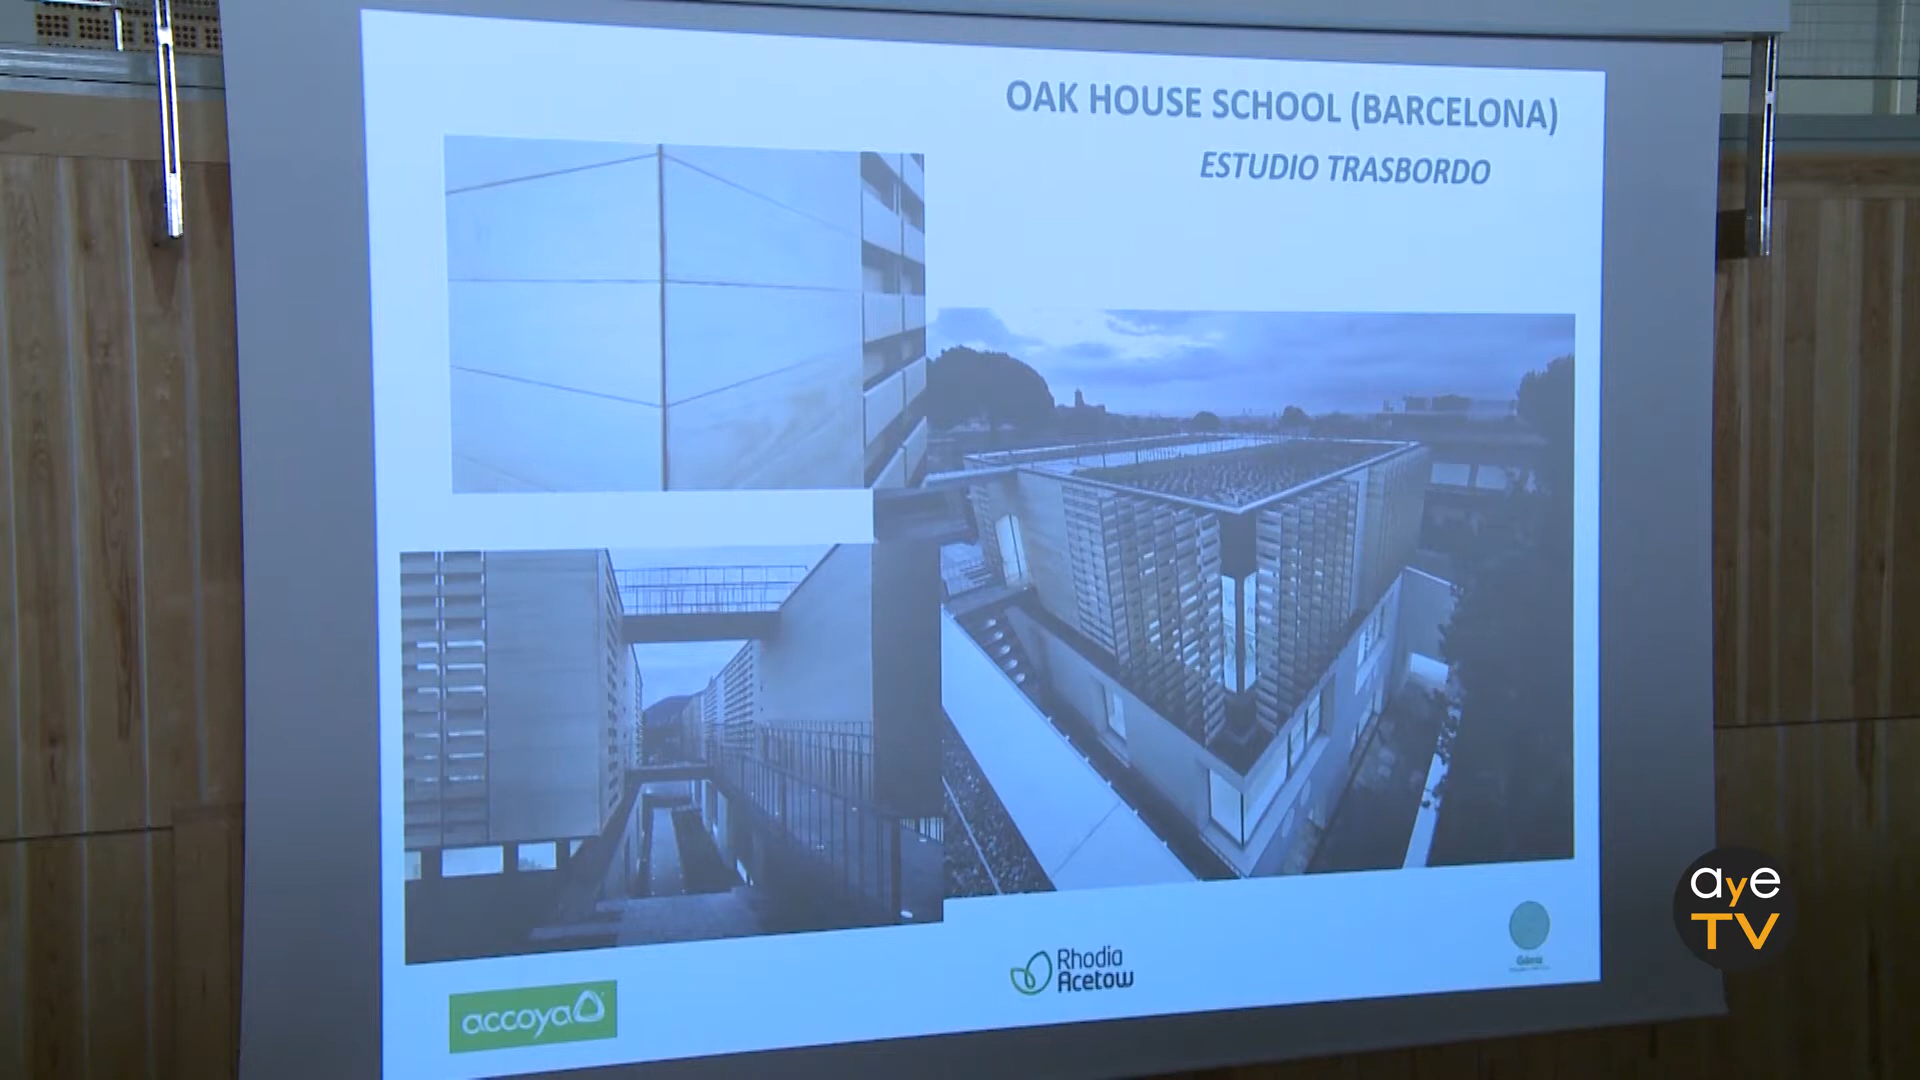 OAK HOUSE SCHOOL (BARCELONA)
ESTUDIO TRASBORDO
accoya
Rhodia
Acetow
aye
TV